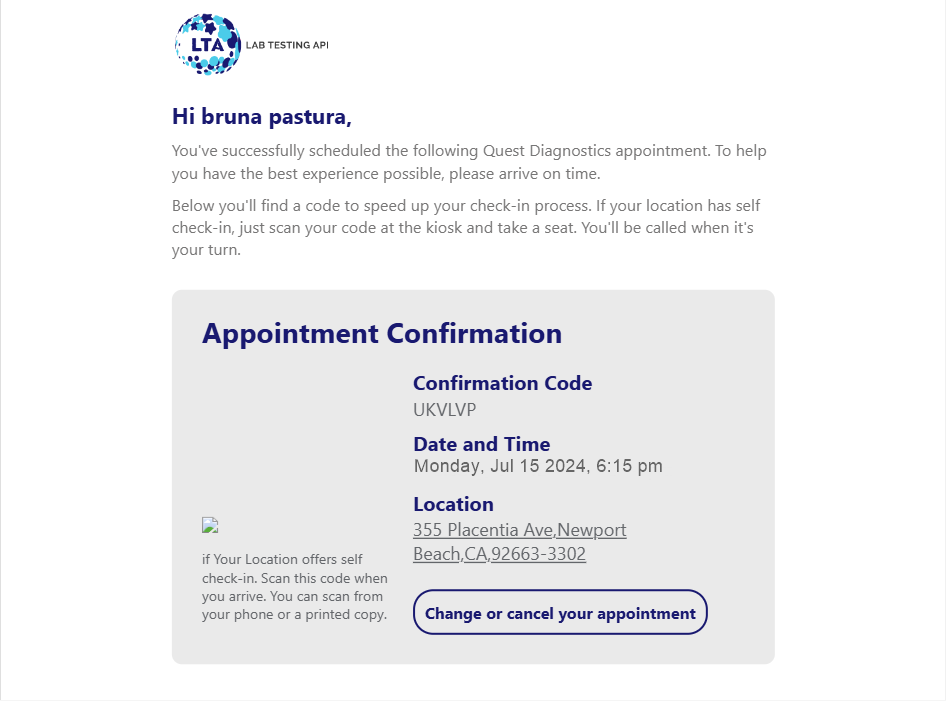 LTA LAB TESTING API
Hi bruna pastura,
You've successfully scheduled the following Quest Diagnostics appointment. To help
you have the best experience possible, please arrive on time.
Below you'll find a code to speed up your check-in process. If your location has self
check-in, just scan your code at the kiosk and take a seat. You'll be called when it's
your turn.
Appointment Confirmation
Confirmation Code
UKVLVP
Date and Time
Monday, Jul 15 2024, 6:15 pm
Location
355 Placentia Ave,Newport
Beach,CA,92663-3302
if Your Location offers self
check-in. Scan this code when
you arrive. You can scan from
your phone or a printed copy.
Change or cancel your appointment